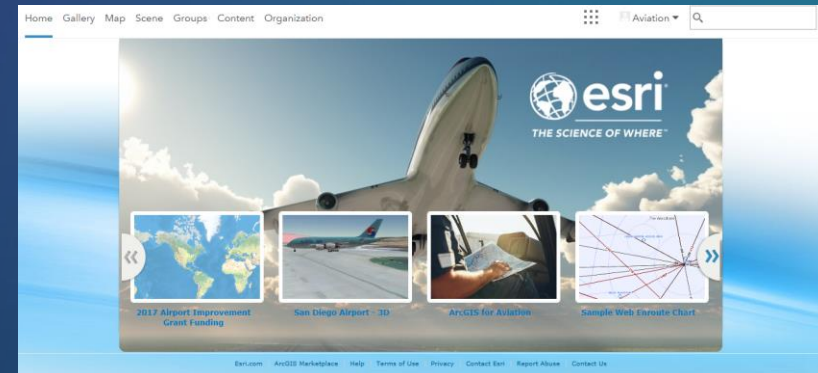 Home Gallery Map Scene Groups Content Organization Aviation
esri
THE SCIENCE OF WHERE™
2017 Airport Improvement
Grant Funding
San Diego Airport - 3D
ArcGIS for Aviation
Sample Web Enroute Chart
Esri.com ArcGIS Marketplace Help Terms of Use Privacy Contact Esri Report Abuse Contact Us